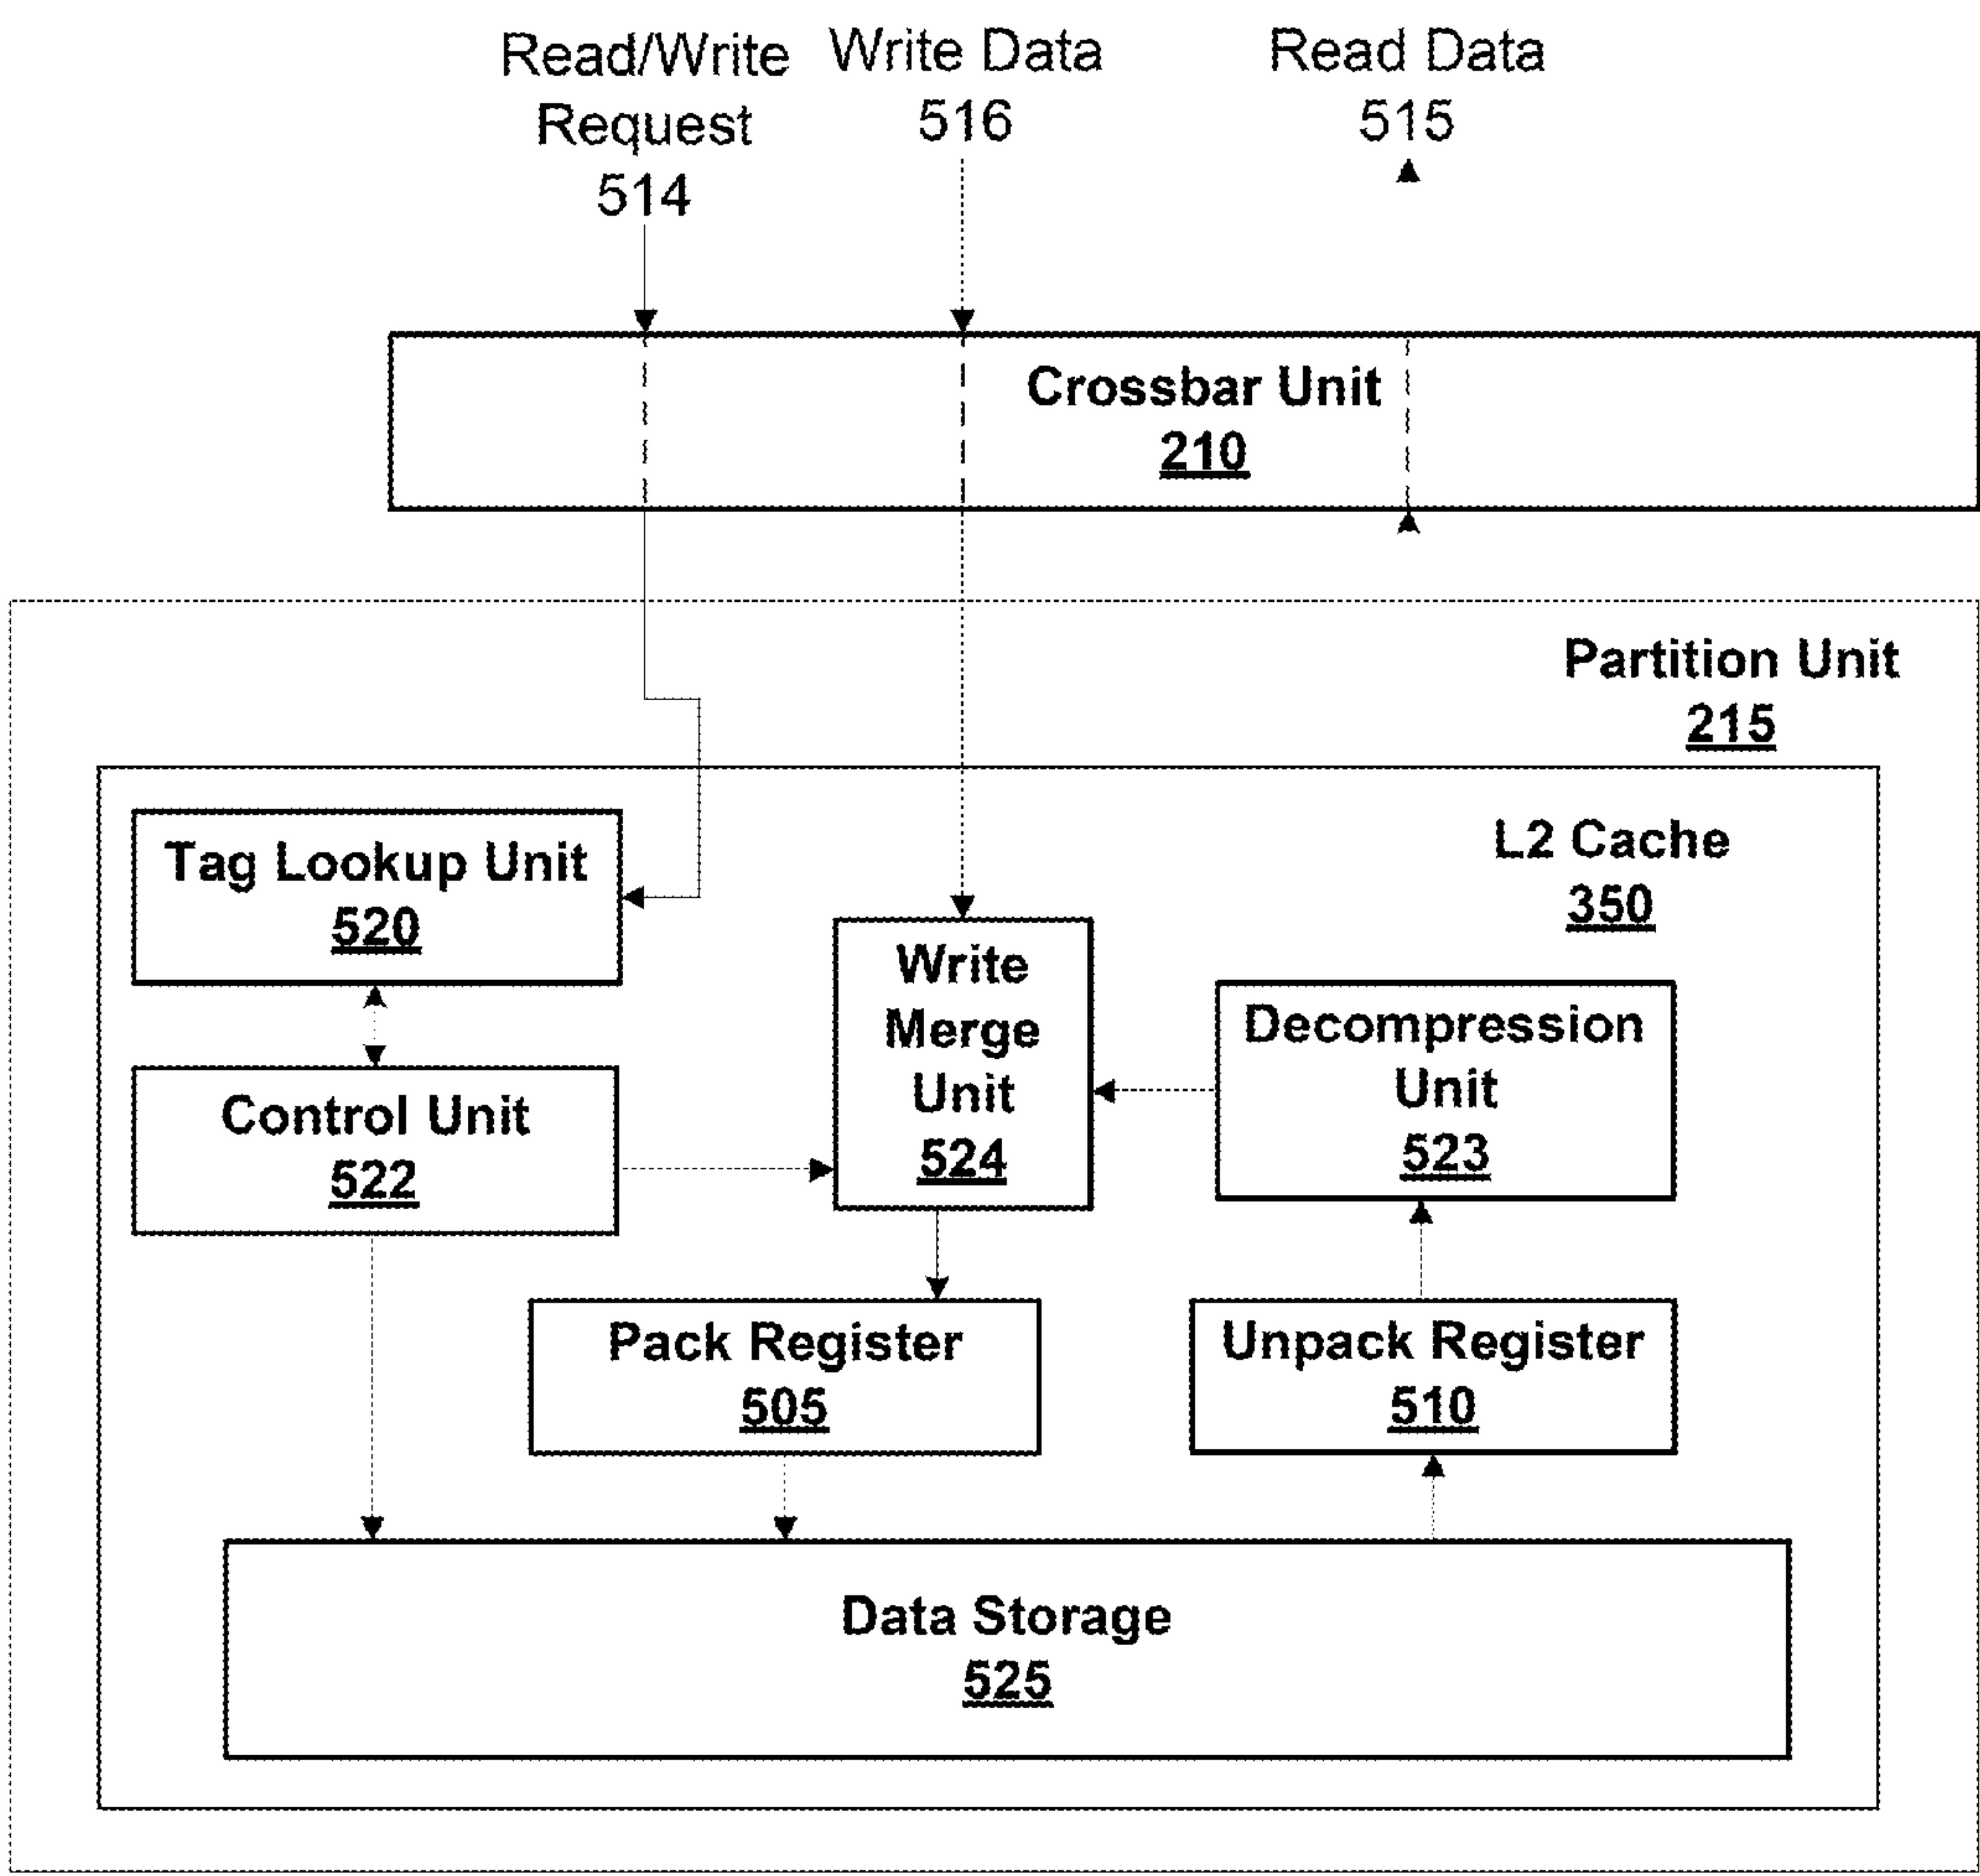 Read/Write
Request
514
Write Data
516
Read Data
515
Crossbar Unit
210
Partition Unit
215
L2 Cache
350
Tag Lookup Unit
520
Write
Merge
Unit
524
Decompression
Unit
523
Control Unit
522
Pack Register
505
Unpack Register
510
Data Storage
525